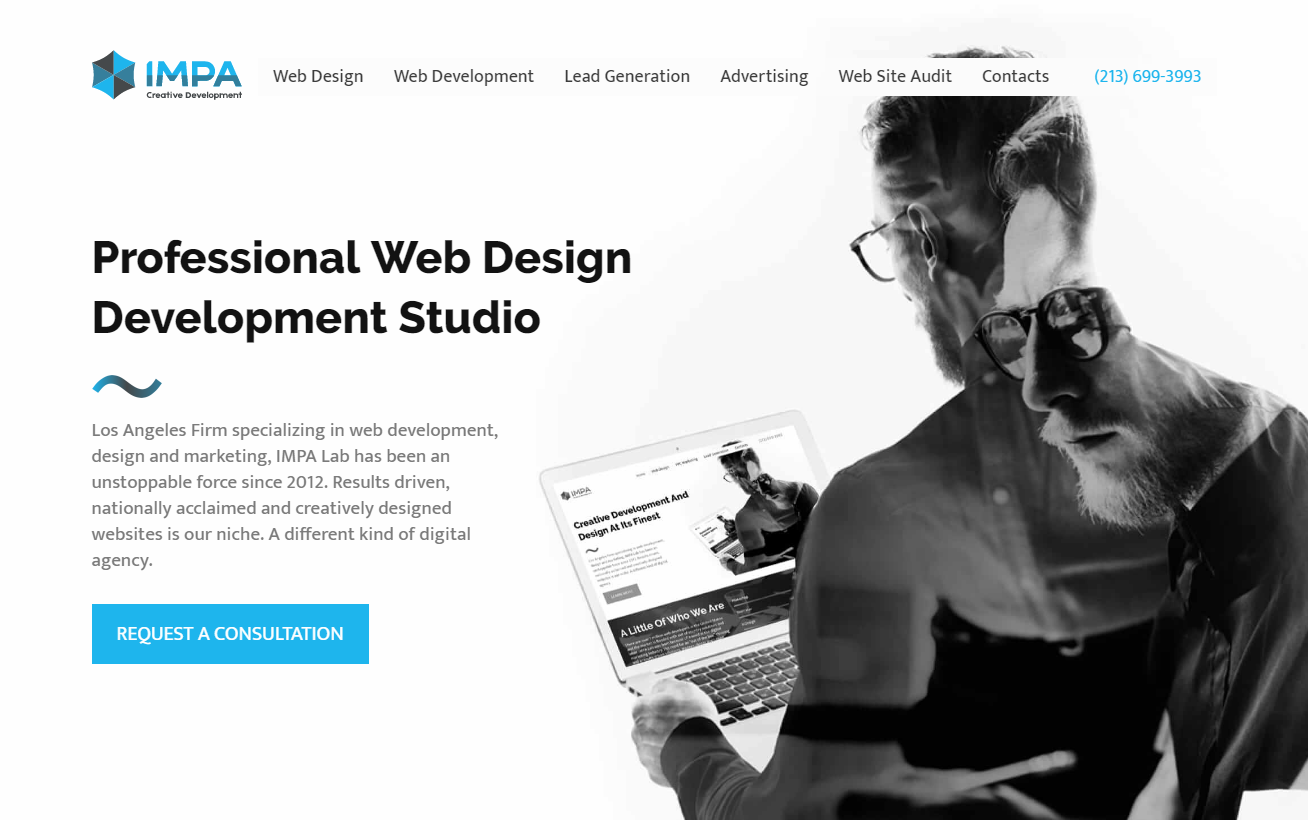 IMPA
Creative Development
Web Design
Web Development
Lead Generation
Advertising
Web Site Audit
Contacts
(213) 699-3993
Professional Web Design
Development Studio
Los Angeles Firm specializing in web development,
design and marketing, IMPA Lab has been an
unstoppable force since 2012. Results driven,
nationally acclaimed and creatively designed
websites is our niche. A different kind of digital
agency.
REQUEST A CONSULTATION
IMPA
Creative Development And
Design At Its Finest
A Little Of Who We Are